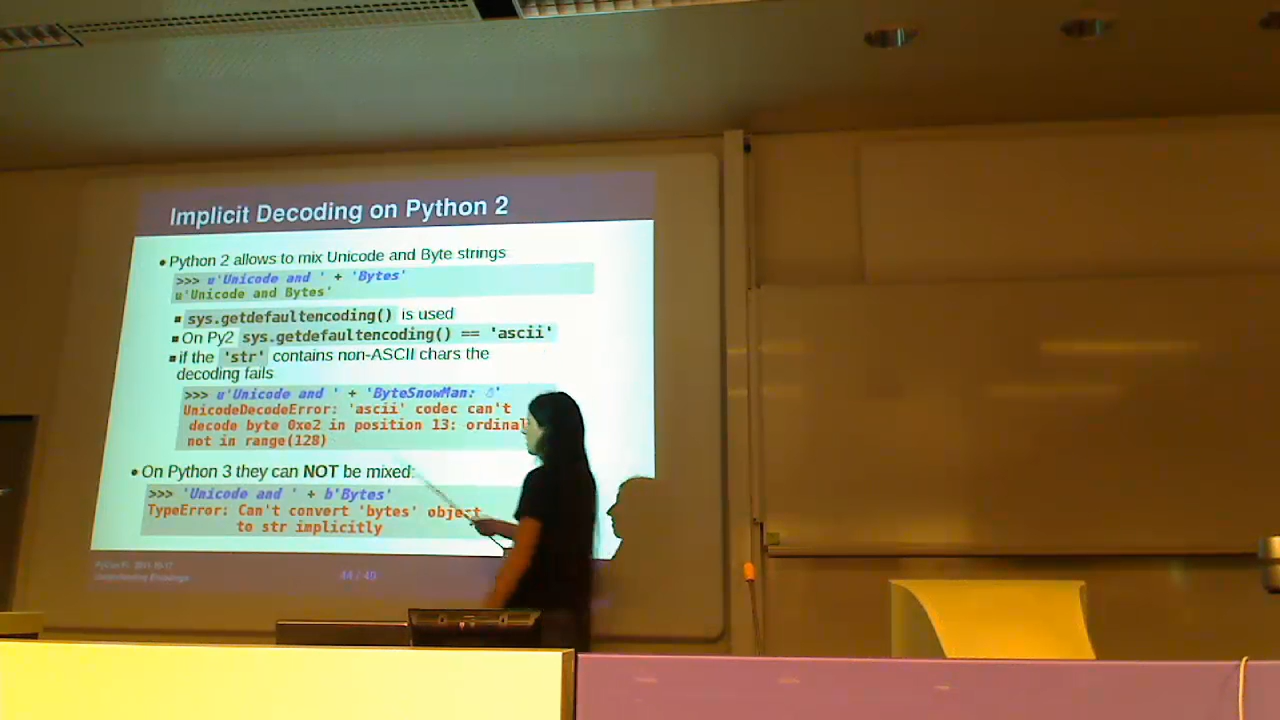 Implicit Decoding on Python 2
• Python 2 allows to mix Unicode and Byte strings
>>> u'Unicode and ' + 'Bytes'
u'Unicode and Bytes'
▪ sys.getdefaultencoding() is used
▪ On Py2 sys.getdefaultencoding() == 'ascii'
▪ if the 'str' contains non-ASCII chars the
decoding fails
>>> u'Unicode and ' + 'ByteSnowMan: ☃'
UnicodeDecodeError: 'ascii' codec can't
decode byte 0xe2 in position 13: ordinal
not in range(128)
• On Python 3 they can NOT be mixed:
>>> 'Unicode and ' + b'Bytes'
TypeError: Can't convert 'bytes' object
to str implicitly
44 / 49